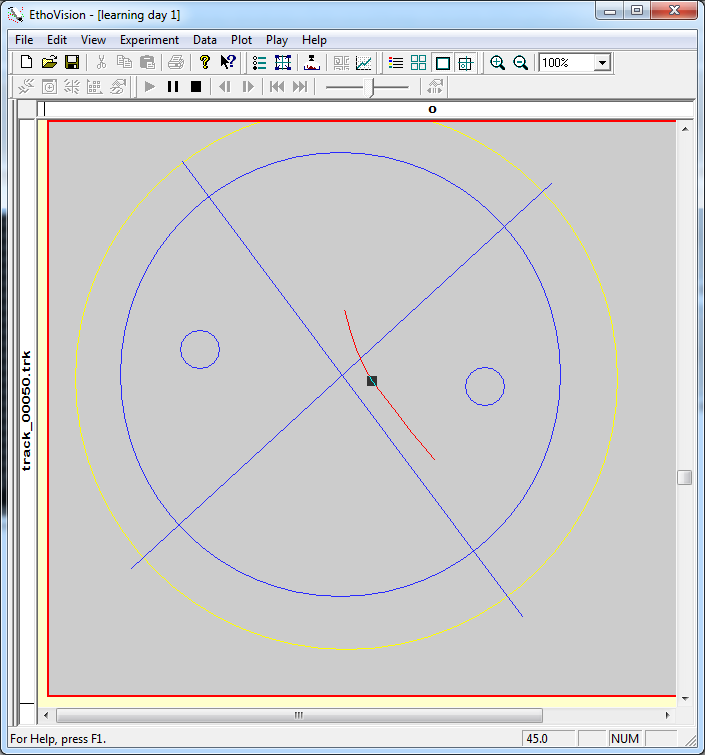 EthoVision - [learning day 1]
File Edit View Experiment Data Plot Play Help
100%
0
track_00050.trk
For Help, press F1.
45.0
NUM